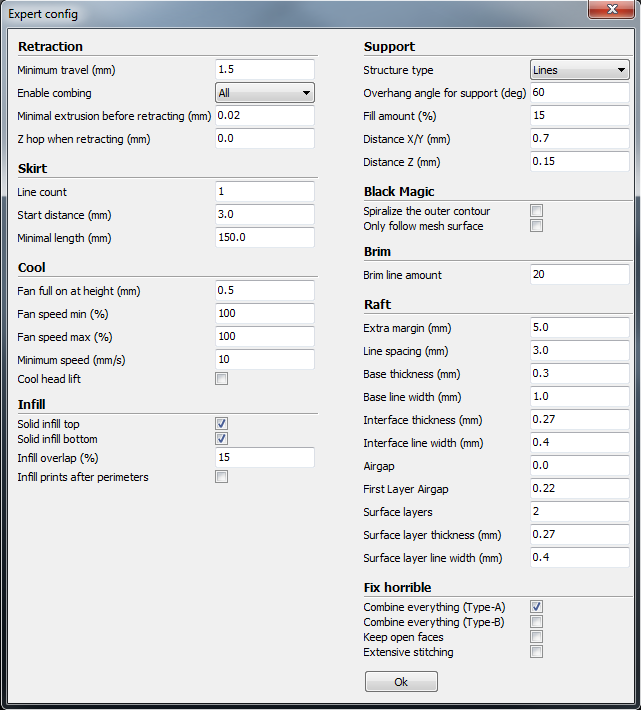 Expert config
Retraction
Minimum travel (mm) 1.5
Enable combing All
Minimal extrusion before retracting (mm) 0.02
Z hop when retracting (mm) 0.0
Skirt
Line count 1
Start distance (mm) 3.0
Minimal length (mm) 150.0
Cool
Fan full on at height (mm) 0.5
Fan speed min (%) 100
Fan speed max (%) 100
Minimum speed (mm/s) 10
Cool head lift
Infill
Solid infill top
Solid infill bottom
Infill overlap (%) 15
Infill prints after perimeters
Support
Structure type Lines
Overhang angle for support (deg) 60
Fill amount (%) 15
Distance X/Y (mm) 0.7
Distance Z (mm) 0.15
Black Magic
Spiralize the outer contour
Only follow mesh surface
Brim
Brim line amount 20
Raft
Extra margin (mm) 5.0
Line spacing (mm) 3.0
Base thickness (mm) 0.3
Base line width (mm) 1.0
Interface thickness (mm) 0.27
Interface line width (mm) 0.4
Airgap 0.0
First Layer Airgap 0.22
Surface layers 2
Surface layer thickness (mm) 0.27
Surface layer line width (mm) 0.4
Fix horrible
Combine everything (Type-A)
Combine everything (Type-B)
Keep open faces
Extensive stitching
Ok